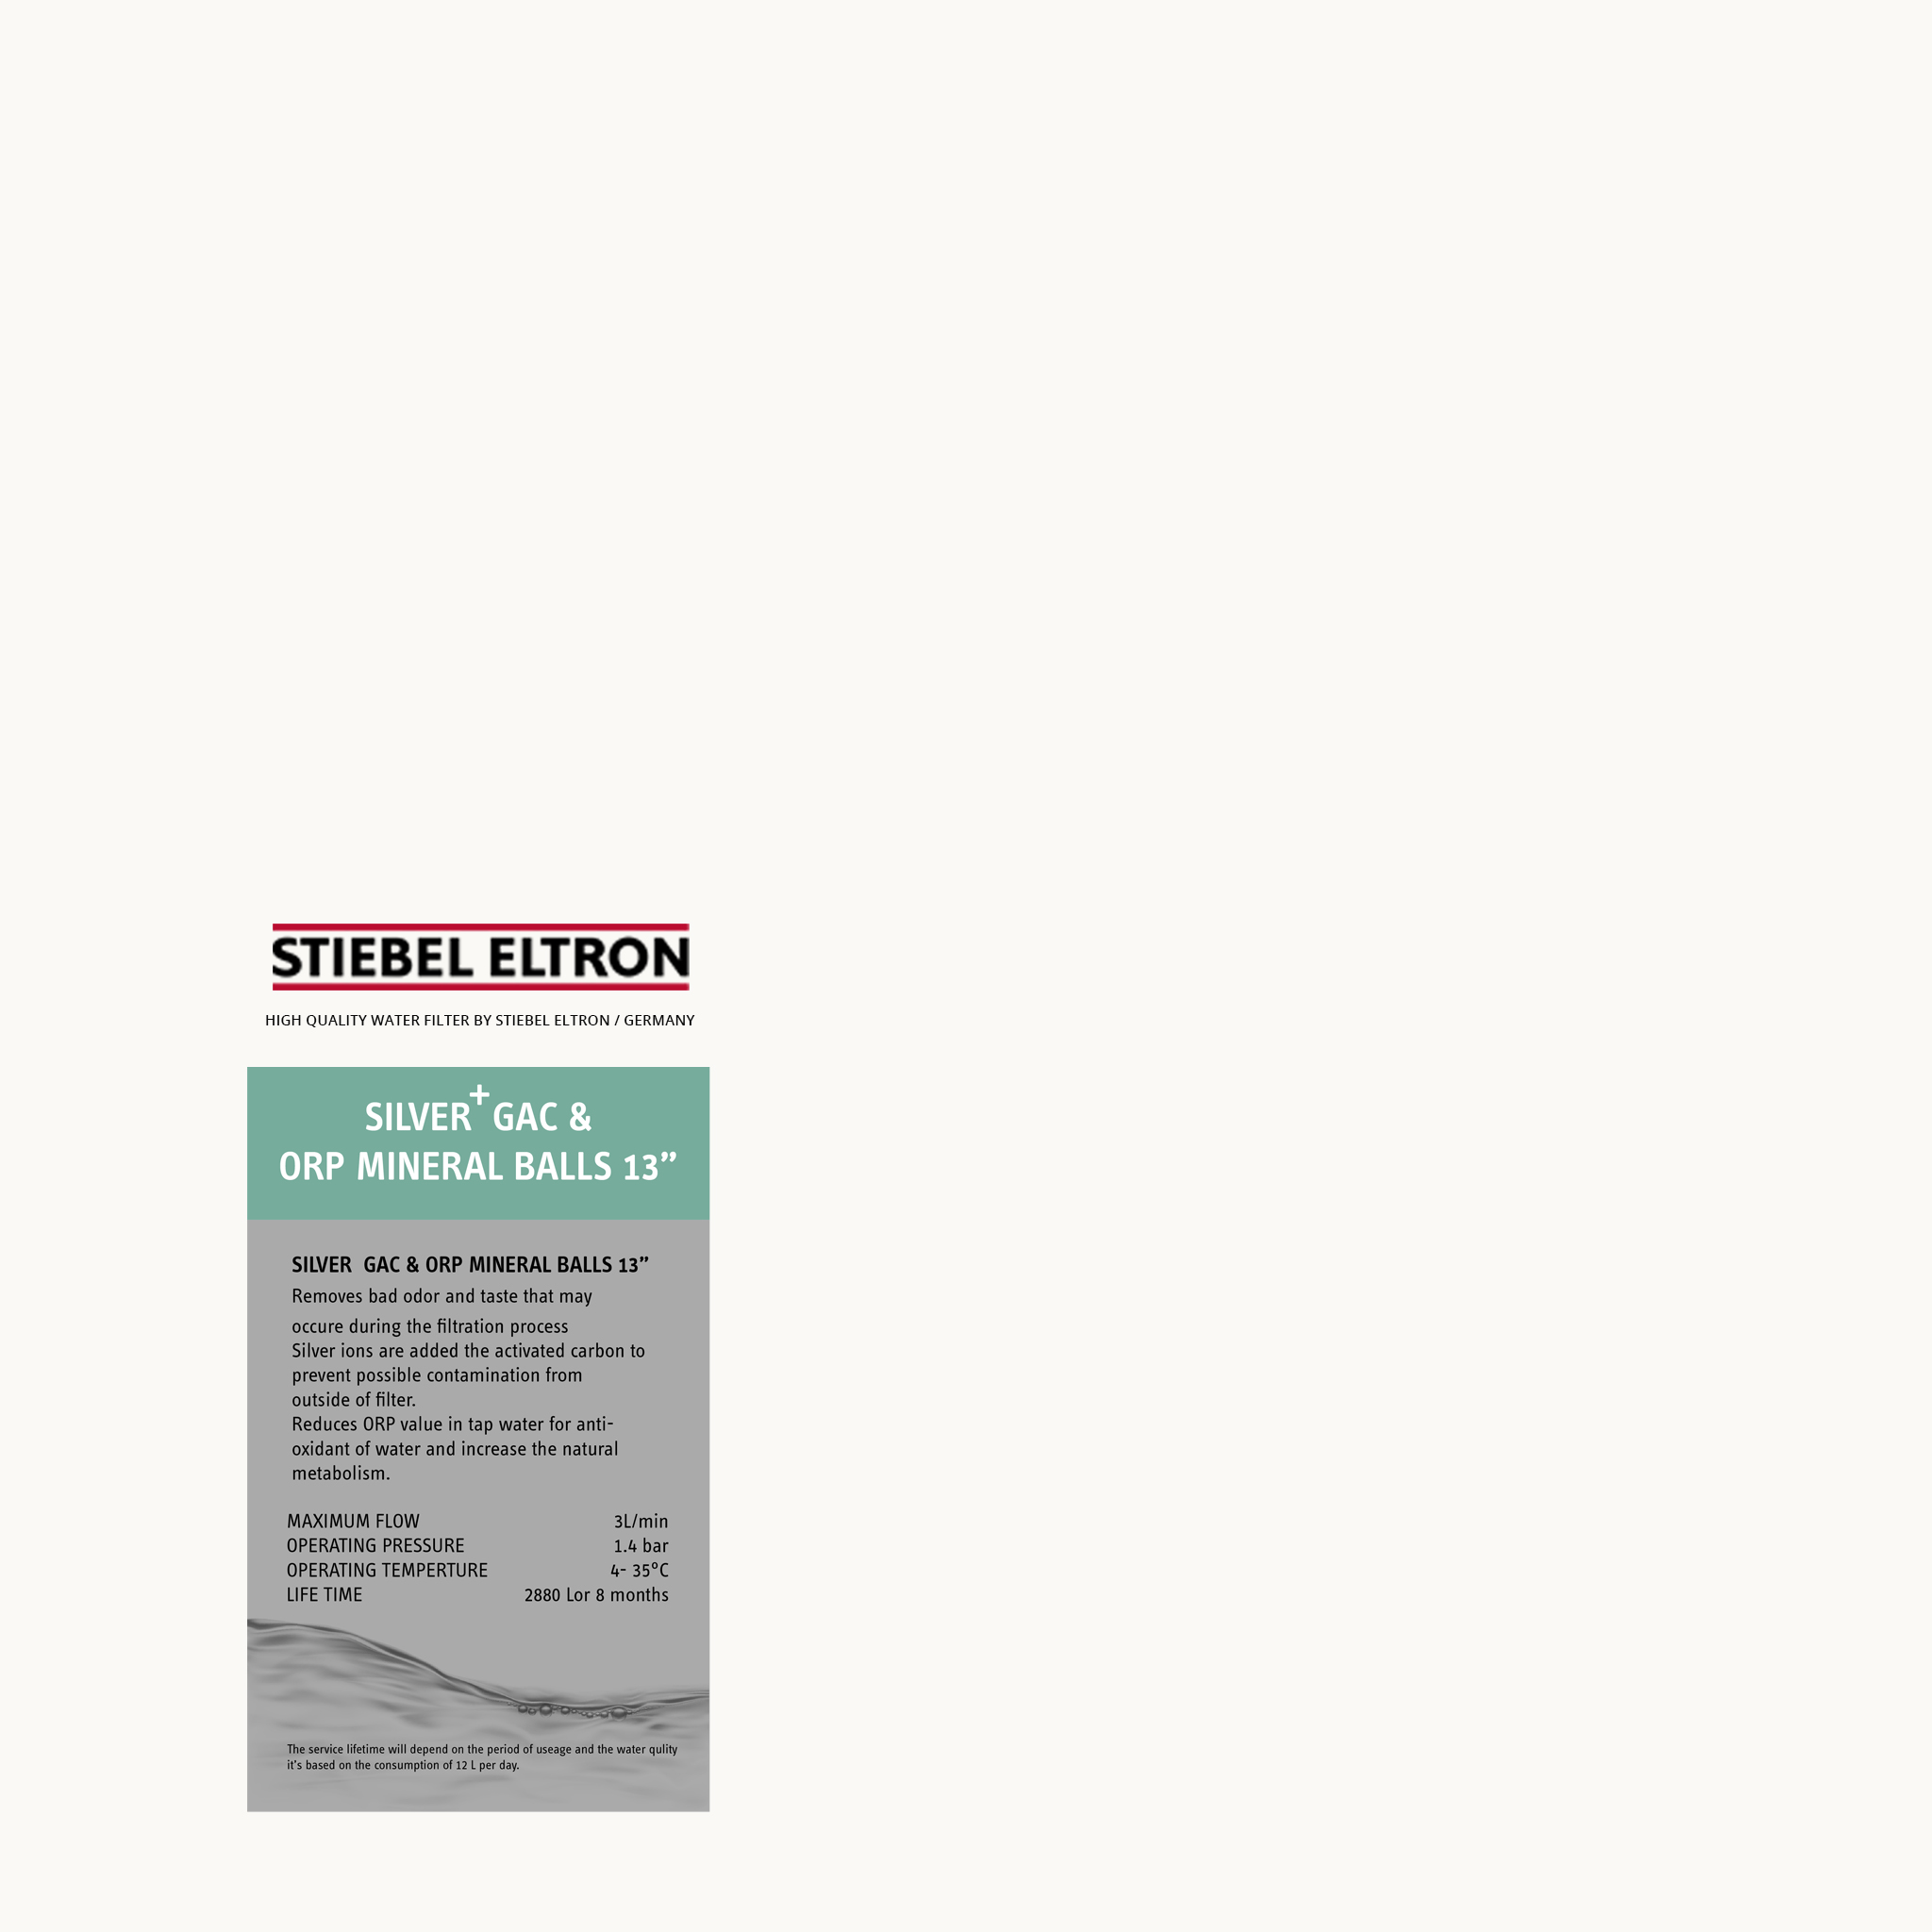 STIEBEL ELTRON
HIGH QUALITY WATER FILTER BY STIEBEL ELTRON / GERMANY
SILVER+ GAC &
ORP MINERAL BALLS 13”
SILVER  GAC & ORP MINERAL BALLS 13”
Removes bad odor and taste that may
occure during the filtration process
Silver ions are added the activated carbon to
prevent possible contamination from
outside of filter.
Reduces ORP value in tap water for anti-
oxidant of water and increase the natural
metabolism.
MAXIMUM FLOW 3L/min
OPERATING PRESSURE 1.4 bar
OPERATING TEMPERTURE 4- 35°C
LIFE TIME 2880 Lor 8 months
The service lifetime will depend on the period of useage and the water qulity
it's based on the consumption of 12 L per day.